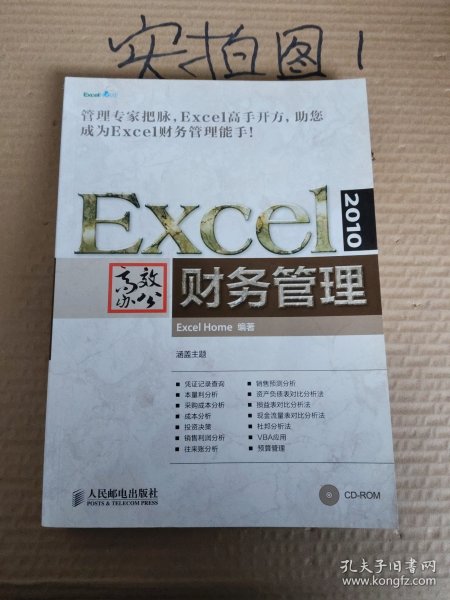 实拍图1
ExcelHome
管理专家把脉,Excel高手开方,助您
成为Excel财务管理能手!
Excel 2010
高效
办公
财务管理
Excel Home 编著
涵盖主题
凭证记录查询
本量利分析
采购成本分析
成本分析
投资决策
销售利润分析
往来账分析
销售预测分析
资产负债表对比分析法
损益表对比分析法
现金流量表对比分析法
杜邦分析法
VBA应用
预算管理
人民邮电出版社
POSTS & TELECOM PRESS
CD-ROM
孔夫子旧书网
www.kongfz.com